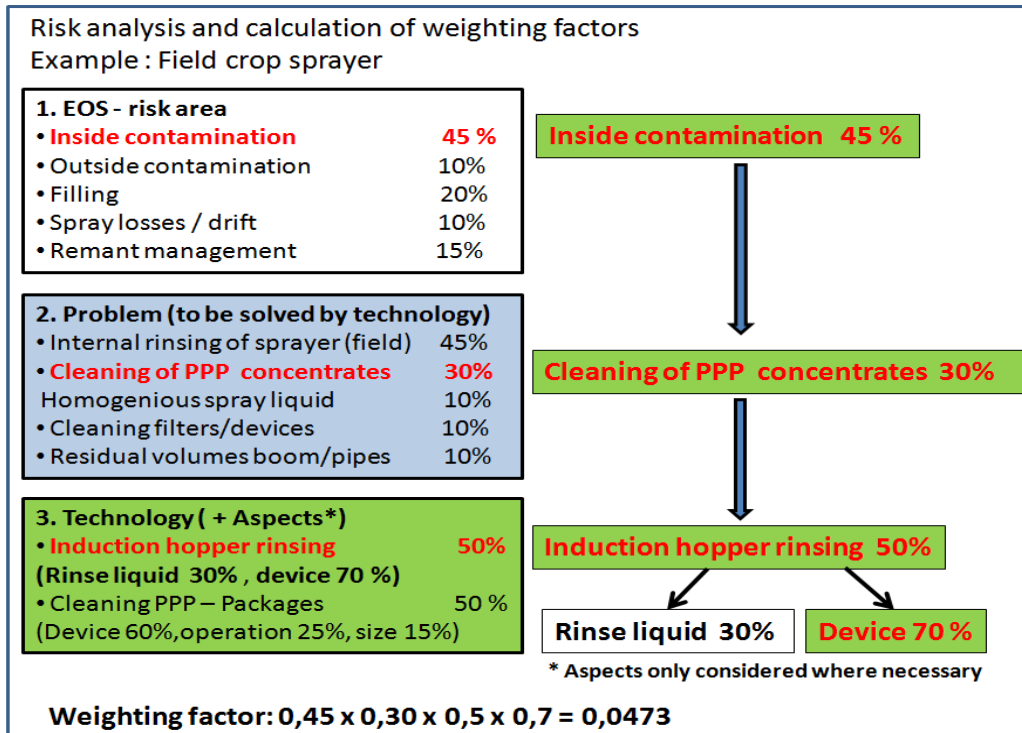 Risk analysis and calculation of weighting factors
Example : Field crop sprayer
1. EOS - risk area
• Inside contamination 45 %
• Outside contamination 10%
• Filling 20%
• Spray losses / drift 10%
• Remant management 15%
Inside contamination 45 %
2. Problem (to be solved by technology)
• Internal rinsing of sprayer (field) 45%
• Cleaning of PPP concentrates 30%
Homogenious spray liquid 10%
• Cleaning filters/devices 10%
• Residual volumes boom/pipes 10%
Cleaning of PPP concentrates 30%
3. Technology ( + Aspects*)
• Induction hopper rinsing 50%
(Rinse liquid 30% , device 70 %)
• Cleaning PPP – Packages 50 %
(Device 60%,operation 25%, size 15%)
Induction hopper rinsing 50%
Rinse liquid 30%
Device 70 %
* Aspects only considered where necessary
Weighting factor: 0,45 x 0,30 x 0,5 x 0,7 = 0,0473